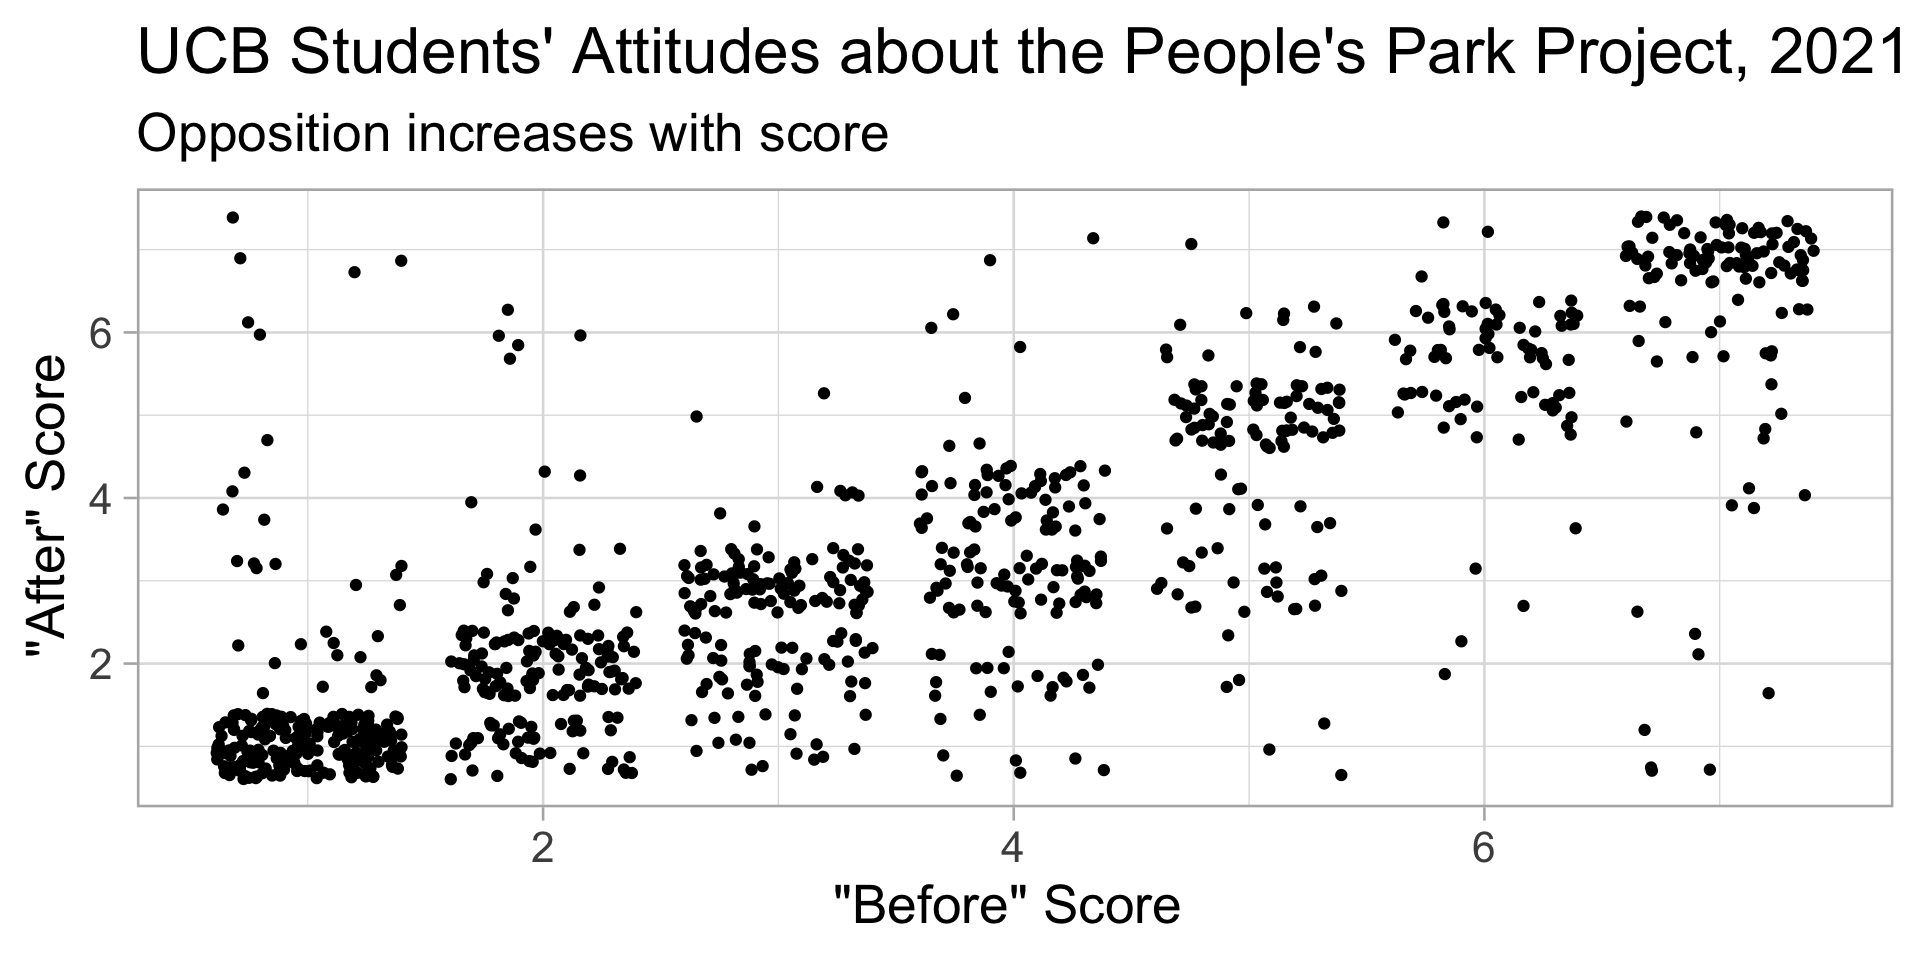 UCB Students' Attitudes about the People's Park Project, 2021
Opposition increases with score
6
4
2
"After" Score
2 4 6
"Before" Score